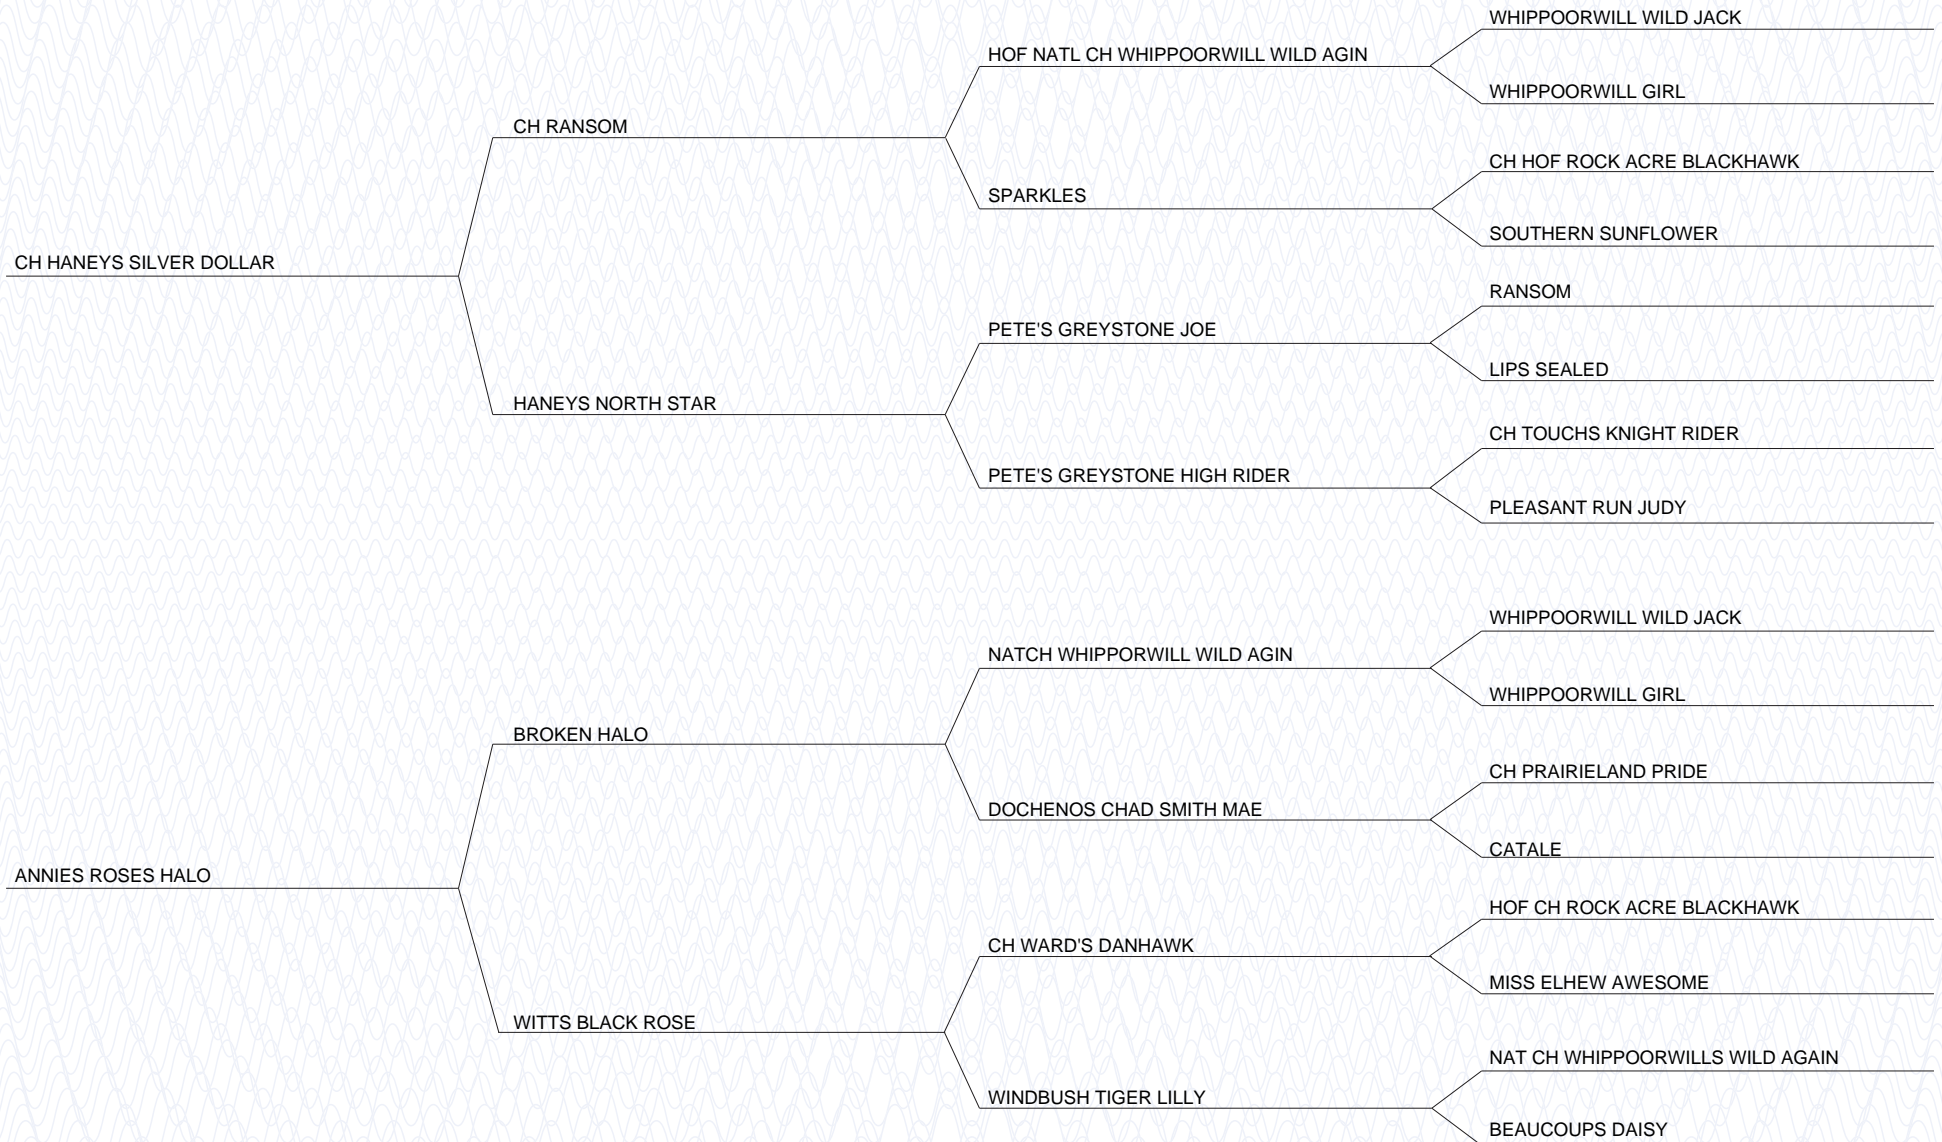 WHIPPOORWILL WILD JACK
HOF NATL CH WHIPPOORWILL WILD AGIN
WHIPPOORWILL GIRL
CH RANSOM
CH HOF ROCK ACRE BLACKHAWK
SPARKLES
SOUTHERN SUNFLOWER
CH HANEYS SILVER DOLLAR
RANSOM
PETE'S GREYSTONE JOE
LIPS SEALED
HANEYS NORTH STAR
CH TOUCHS KNIGHT RIDER
PETE'S GREYSTONE HIGH RIDER
PLEASANT RUN JUDY
WHIPPOORWILL WILD JACK
NATCH WHIPPORWILL WILD AGIN
WHIPPOORWILL GIRL
BROKEN HALO
CH PRAIRIELAND PRIDE
DOCHENOS CHAD SMITH MAE
CATALE
ANNIES ROSES HALO
HOF CH ROCK ACRE BLACKHAWK
CH WARD'S DANHAWK
MISS ELHEW AWESOME
WITTS BLACK ROSE
NAT CH WHIPPOORWILLS WILD AGAIN
WINDBUSH TIGER LILLY
BEAUCOUPS DAISY